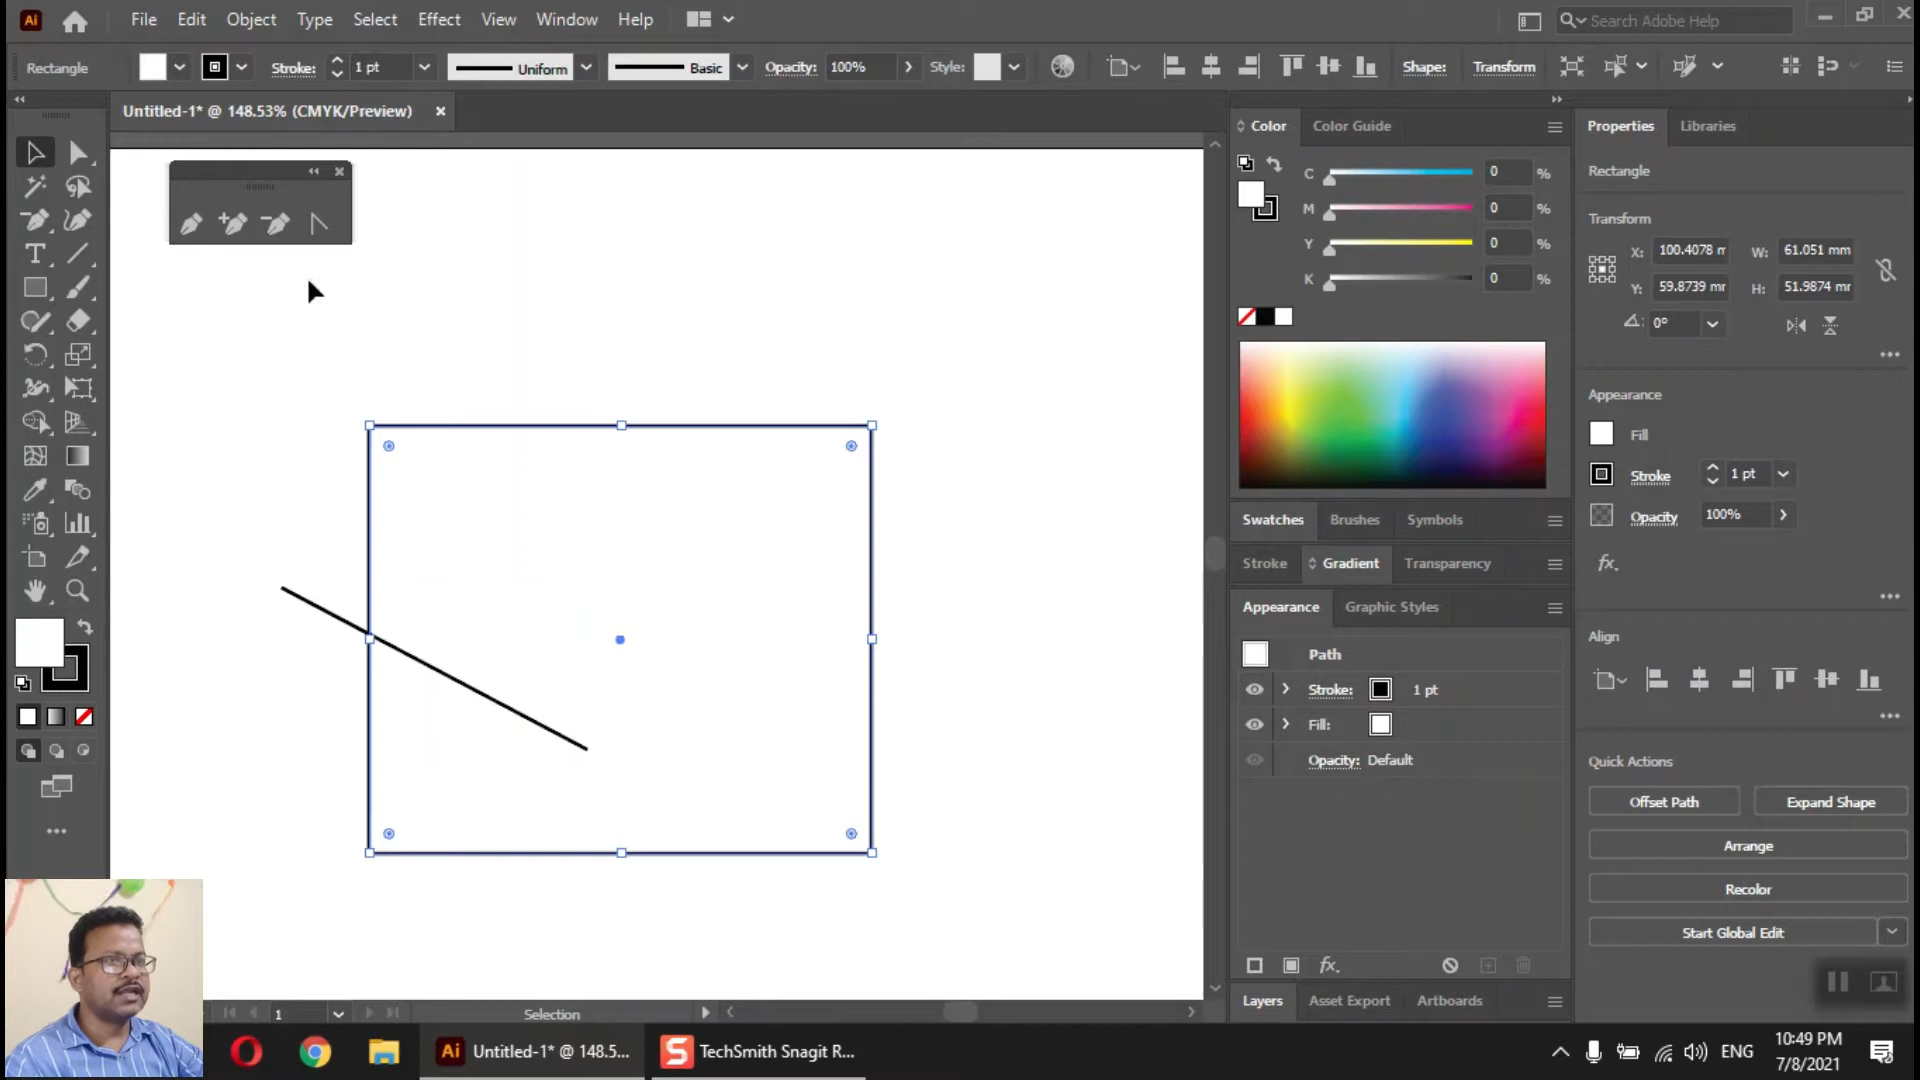 Ai File Edit Object Type Select Effect View Window Help Search Adobe Help
Rectangle Stroke: 1 pt Uniform Basic Opacity: 100% Style: Shape: Transform
Untitled-1* @ 148.53% (CMYK/Preview)
Color Color Guide
C 0 %
M 0 %
Y 0 %
K 0 %
Swatches Brushes Symbols
Stroke Gradient Transparency
Appearance Graphic Styles
Path
Stroke: 1 pt
Fill:
Opacity: Default
fx.
Layers Asset Export Artboards
Properties Libraries
Rectangle
Transform
X: 100.4078 m W: 61.051 mm
Y: 59.8739 mm H: 51.9874 mm
0°
Appearance
Fill
Stroke 1 pt
Opacity 100%
fx.
Align
Quick Actions
Offset Path Expand Shape
Arrange
Recolor
Start Global Edit
1 Selection
Ai Untitled-1* @ 148.5... S TechSmith Snagit R... ENG 10:49 PM
7/8/2021